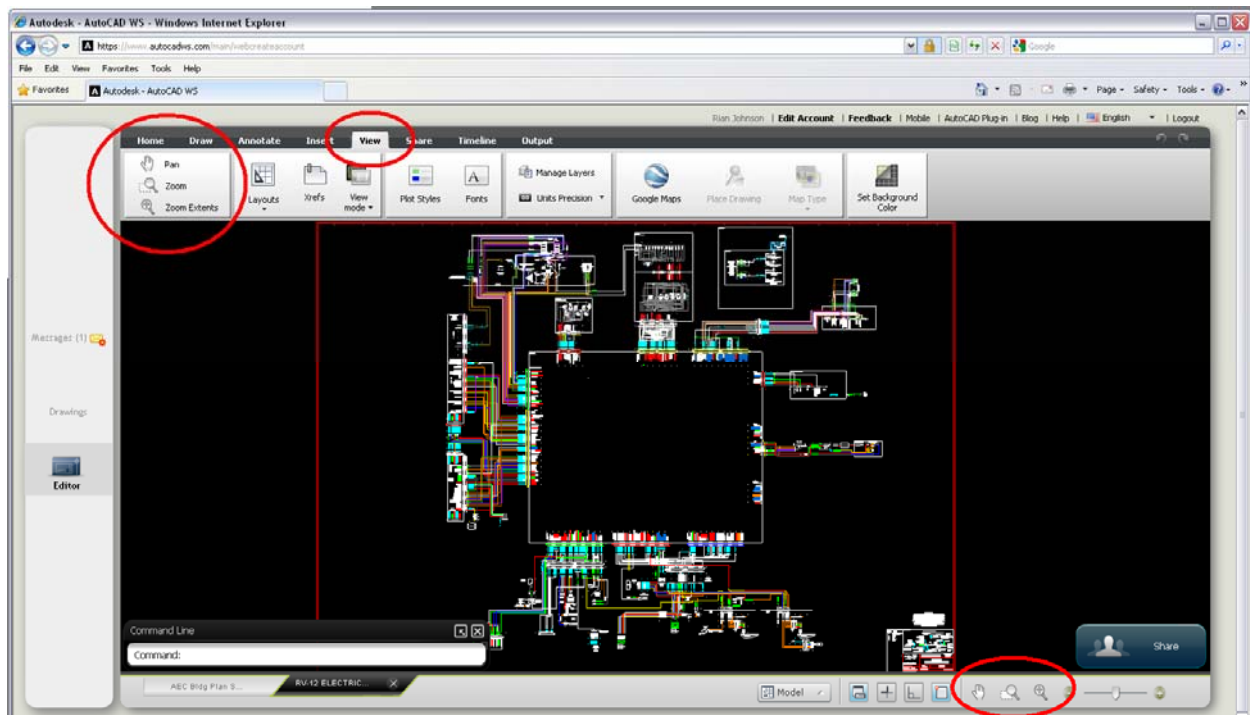 Autodesk - AutoCAD WS - Windows Internet Explorer
https://www.autocadws.com/main/webcreateaccount
Google
File Edit View Favorites Tools Help
Favorites Autodesk - AutoCAD WS Page Safety Tools
Rian Johnson | Edit Account | Feedback | Mobile | AutoCAD Plug-in | Blog | Help | English | Logout
Home Draw Annotate Insert View Share Timeline Output
Pan
Zoom
Zoom Extents
Layouts
Xrefs
View mode
Plot Styles
Fonts
Manage Layers
Units Precision
Google Maps
Place Drawing
Map Type
Set Background Color
Drawings
Editor
Command Line
Command:
Share
AEC Bldg Plan S... RV-12 ELECTRIC...
Model